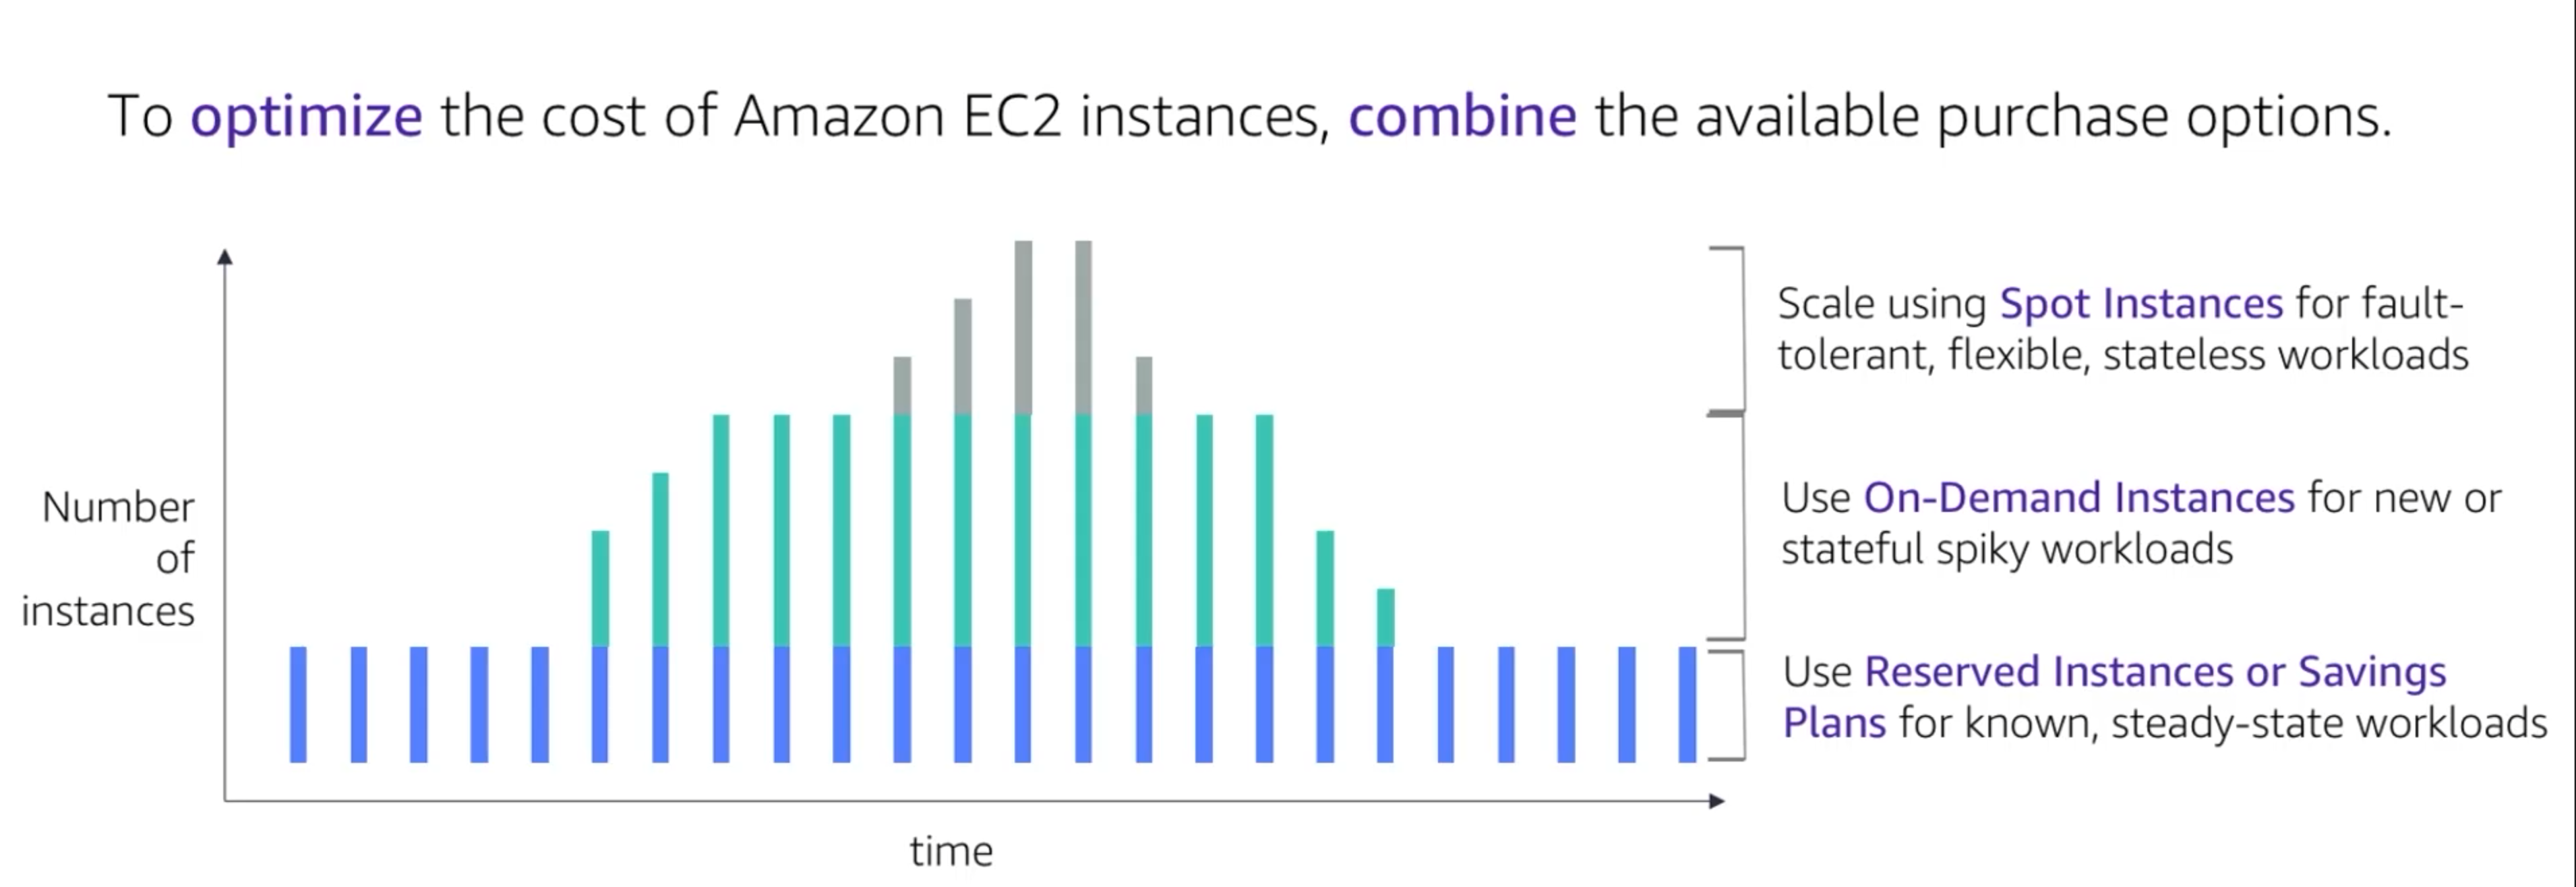 To optimize the cost of Amazon EC2 instances, combine the available purchase options.
Number
of
instances
Scale using Spot Instances for fault-
tolerant, flexible, stateless workloads
Use On-Demand Instances for new or
stateful spiky workloads
Use Reserved Instances or Savings
Plans for known, steady-state workloads
time